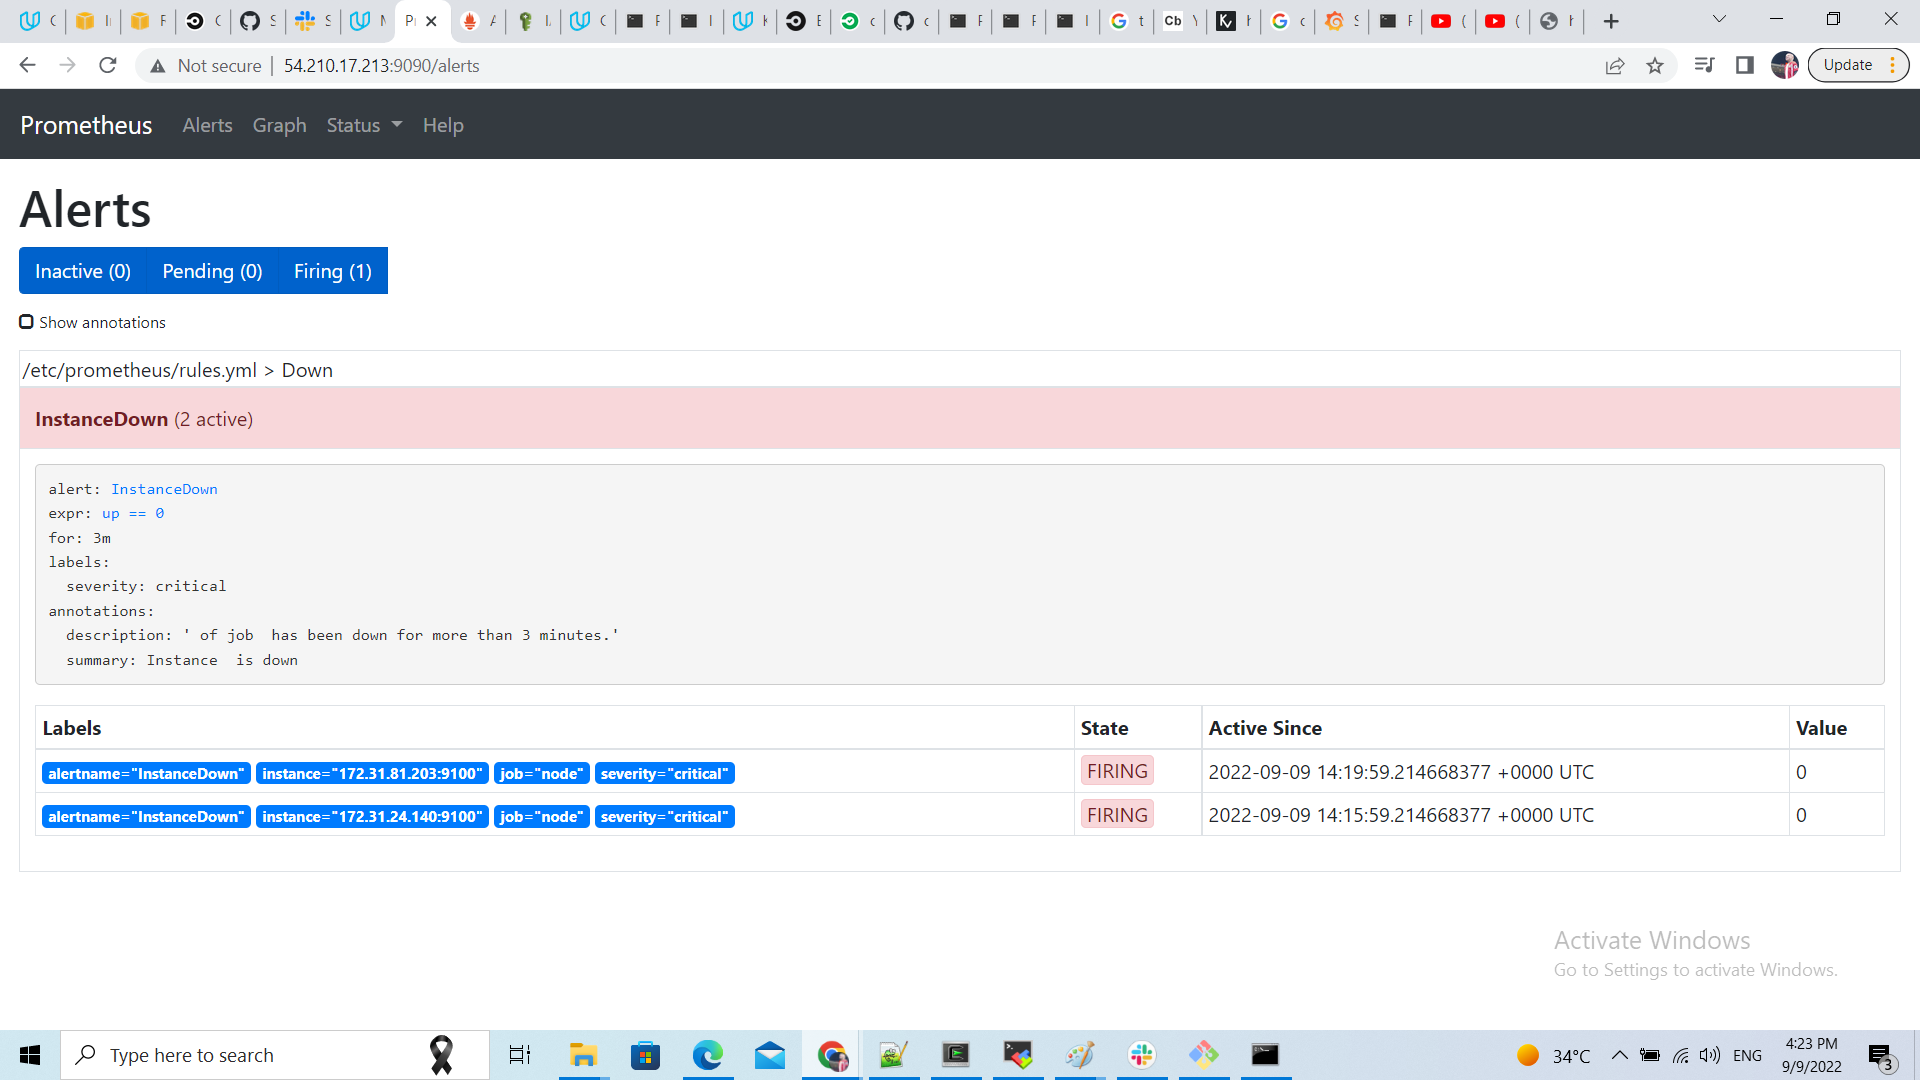 Not secure
54.210.17.213:9090/alerts
Update
Prometheus
Alerts
Graph
Status
Help
Alerts
Inactive (0)
Pending (0)
Firing (1)
Show annotations
/etc/prometheus/rules.yml > Down
InstanceDown (2 active)
alert: InstanceDown
expr: up == 0
for: 3m
labels:
severity: critical
annotations:
description: ' of job  has been down for more than 3 minutes.'
summary: Instance  is down
Labels State Active Since Value
alertname="InstanceDown" instance="172.31.81.203:9100" job="node" severity="critical" FIRING 2022-09-09 14:19:59.214668377 +0000 UTC 0
alertname="InstanceDown" instance="172.31.24.140:9100" job="node" severity="critical" FIRING 2022-09-09 14:15:59.214668377 +0000 UTC 0
Activate Windows
Go to Settings to activate Windows.
Type here to search
34°C
ENG
4:23 PM
9/9/2022
3